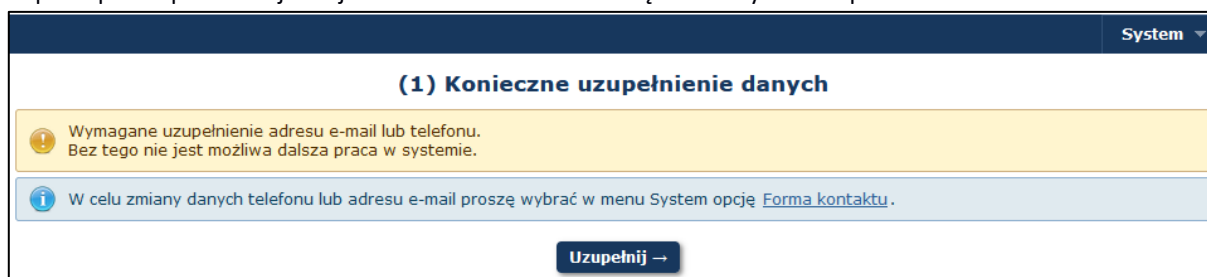 System
(1) Konieczne uzupełnienie danych
Wymagane uzupełnienie adresu e-mail lub telefonu.
Bez tego nie jest możliwa dalsza praca w systemie.
W celu zmiany danych telefonu lub adresu e-mail proszę wybrać w menu System opcję Forma kontaktu.
Uzupełnij →